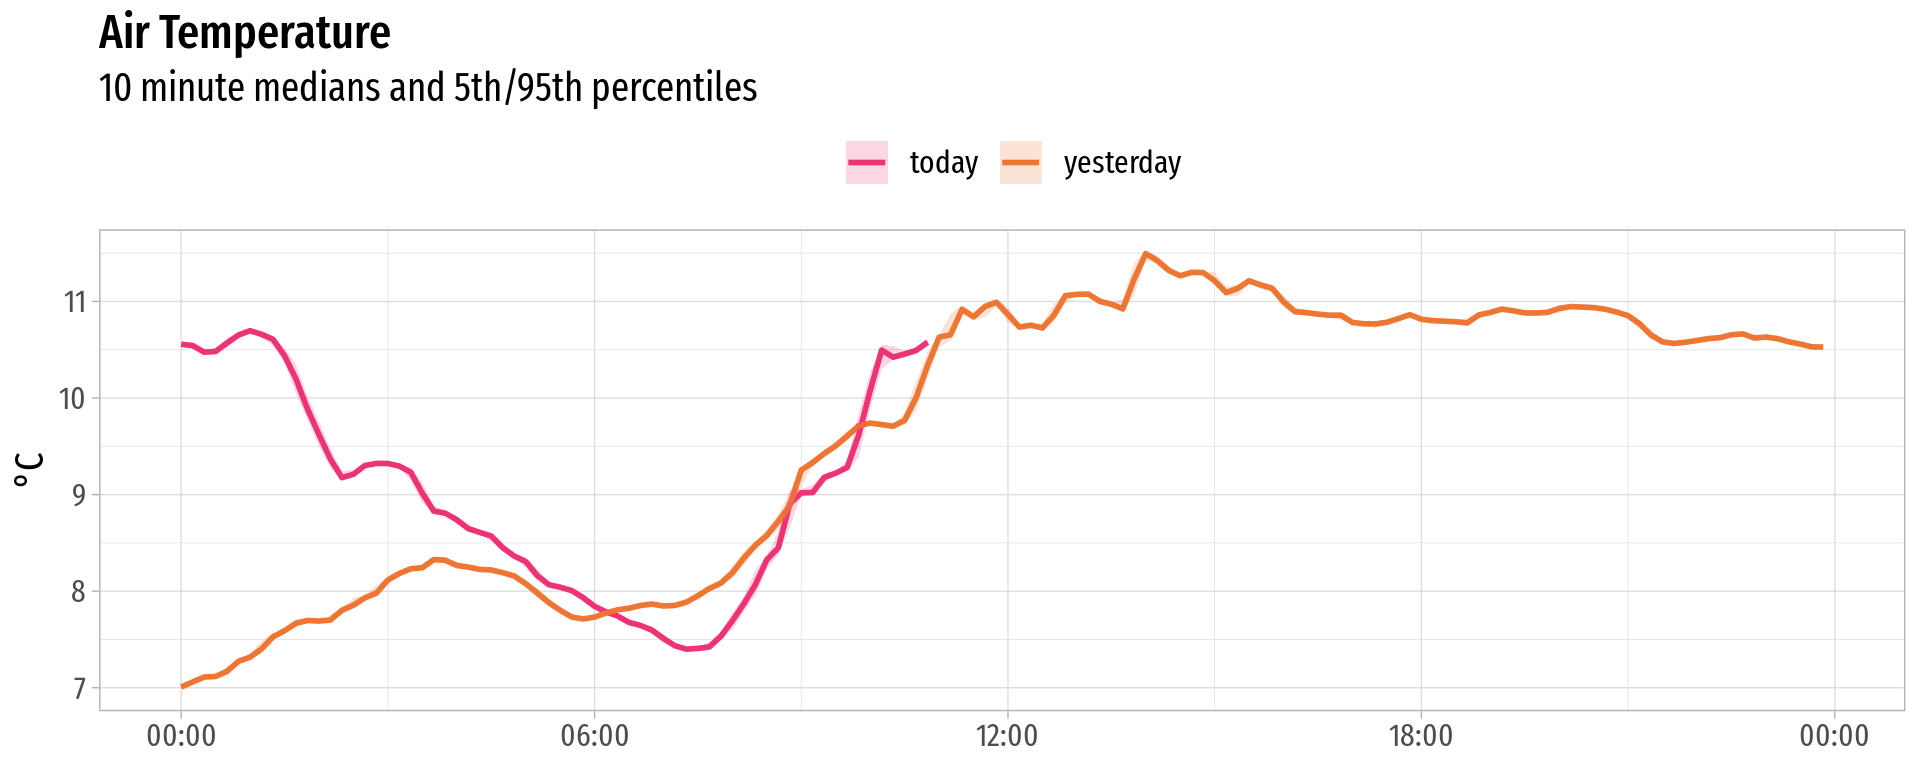 Air Temperature
10 minute medians and 5th/95th percentiles
today yesterday
11
10
9
8
7
°C
00:00 06:00 12:00 18:00 00:00